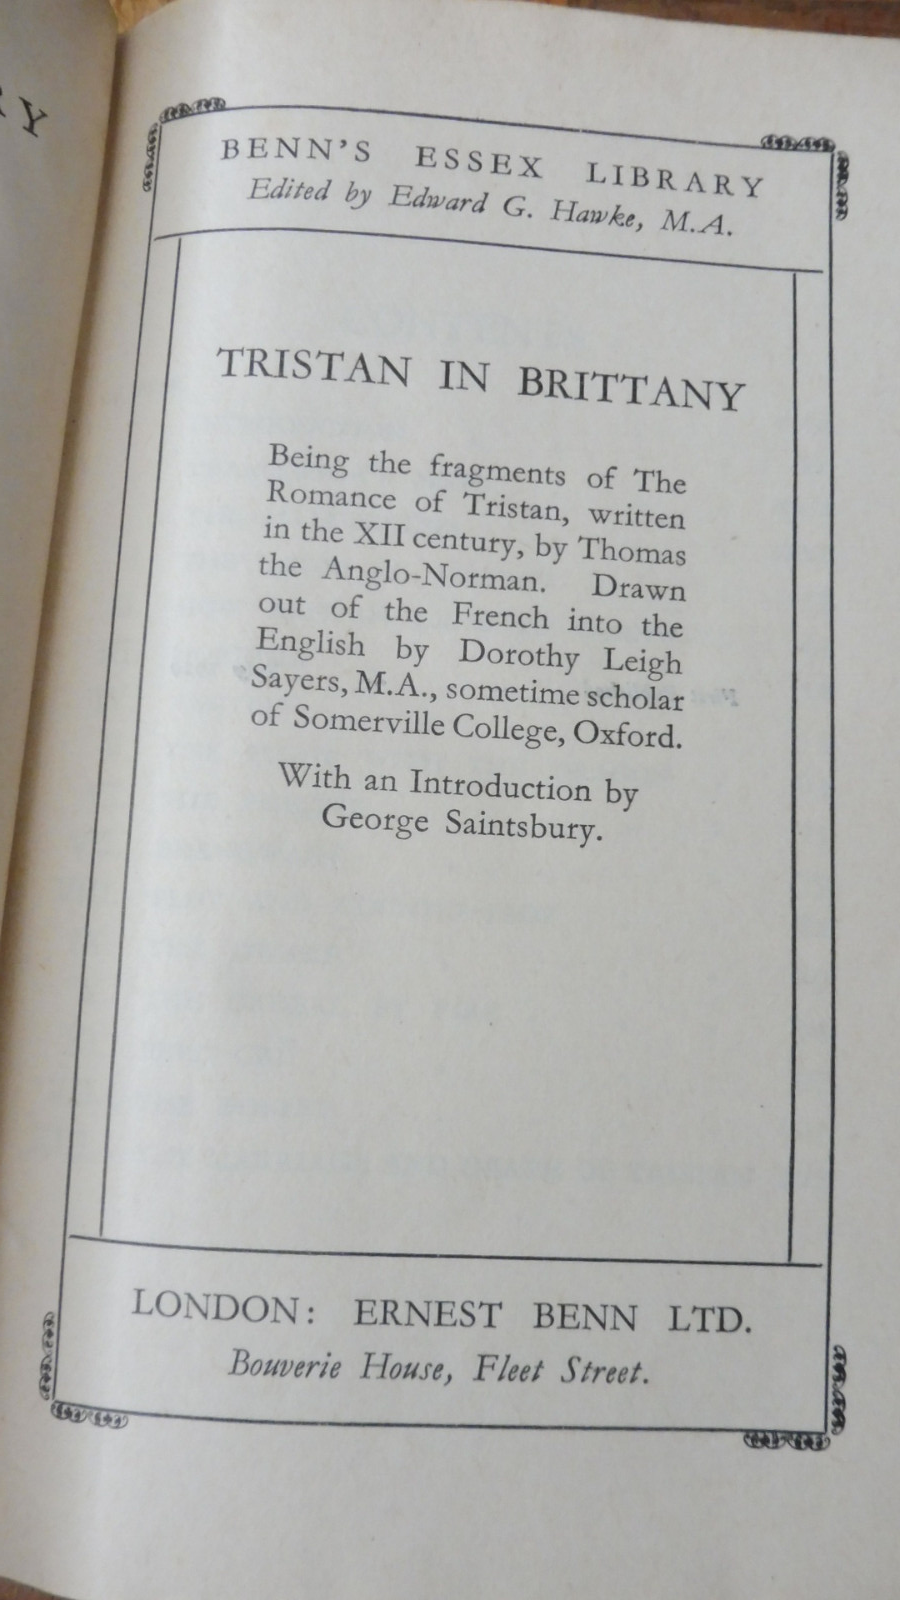 RY
BENN'S ESSEX LIBRARY
Edited by Edward G. Hawke, M.A.
TRISTAN IN BRITTANY
Being the fragments of The
Romance of Tristan, written
in the XII century, by Thomas
the Anglo-Norman. Drawn
out of the French into the
English by Dorothy Leigh
Sayers, M.A., sometime scholar
of Somerville College, Oxford.
With an Introduction by
George Saintsbury.
LONDON: ERNEST BENN LTD.
Bouverie House, Fleet Street.